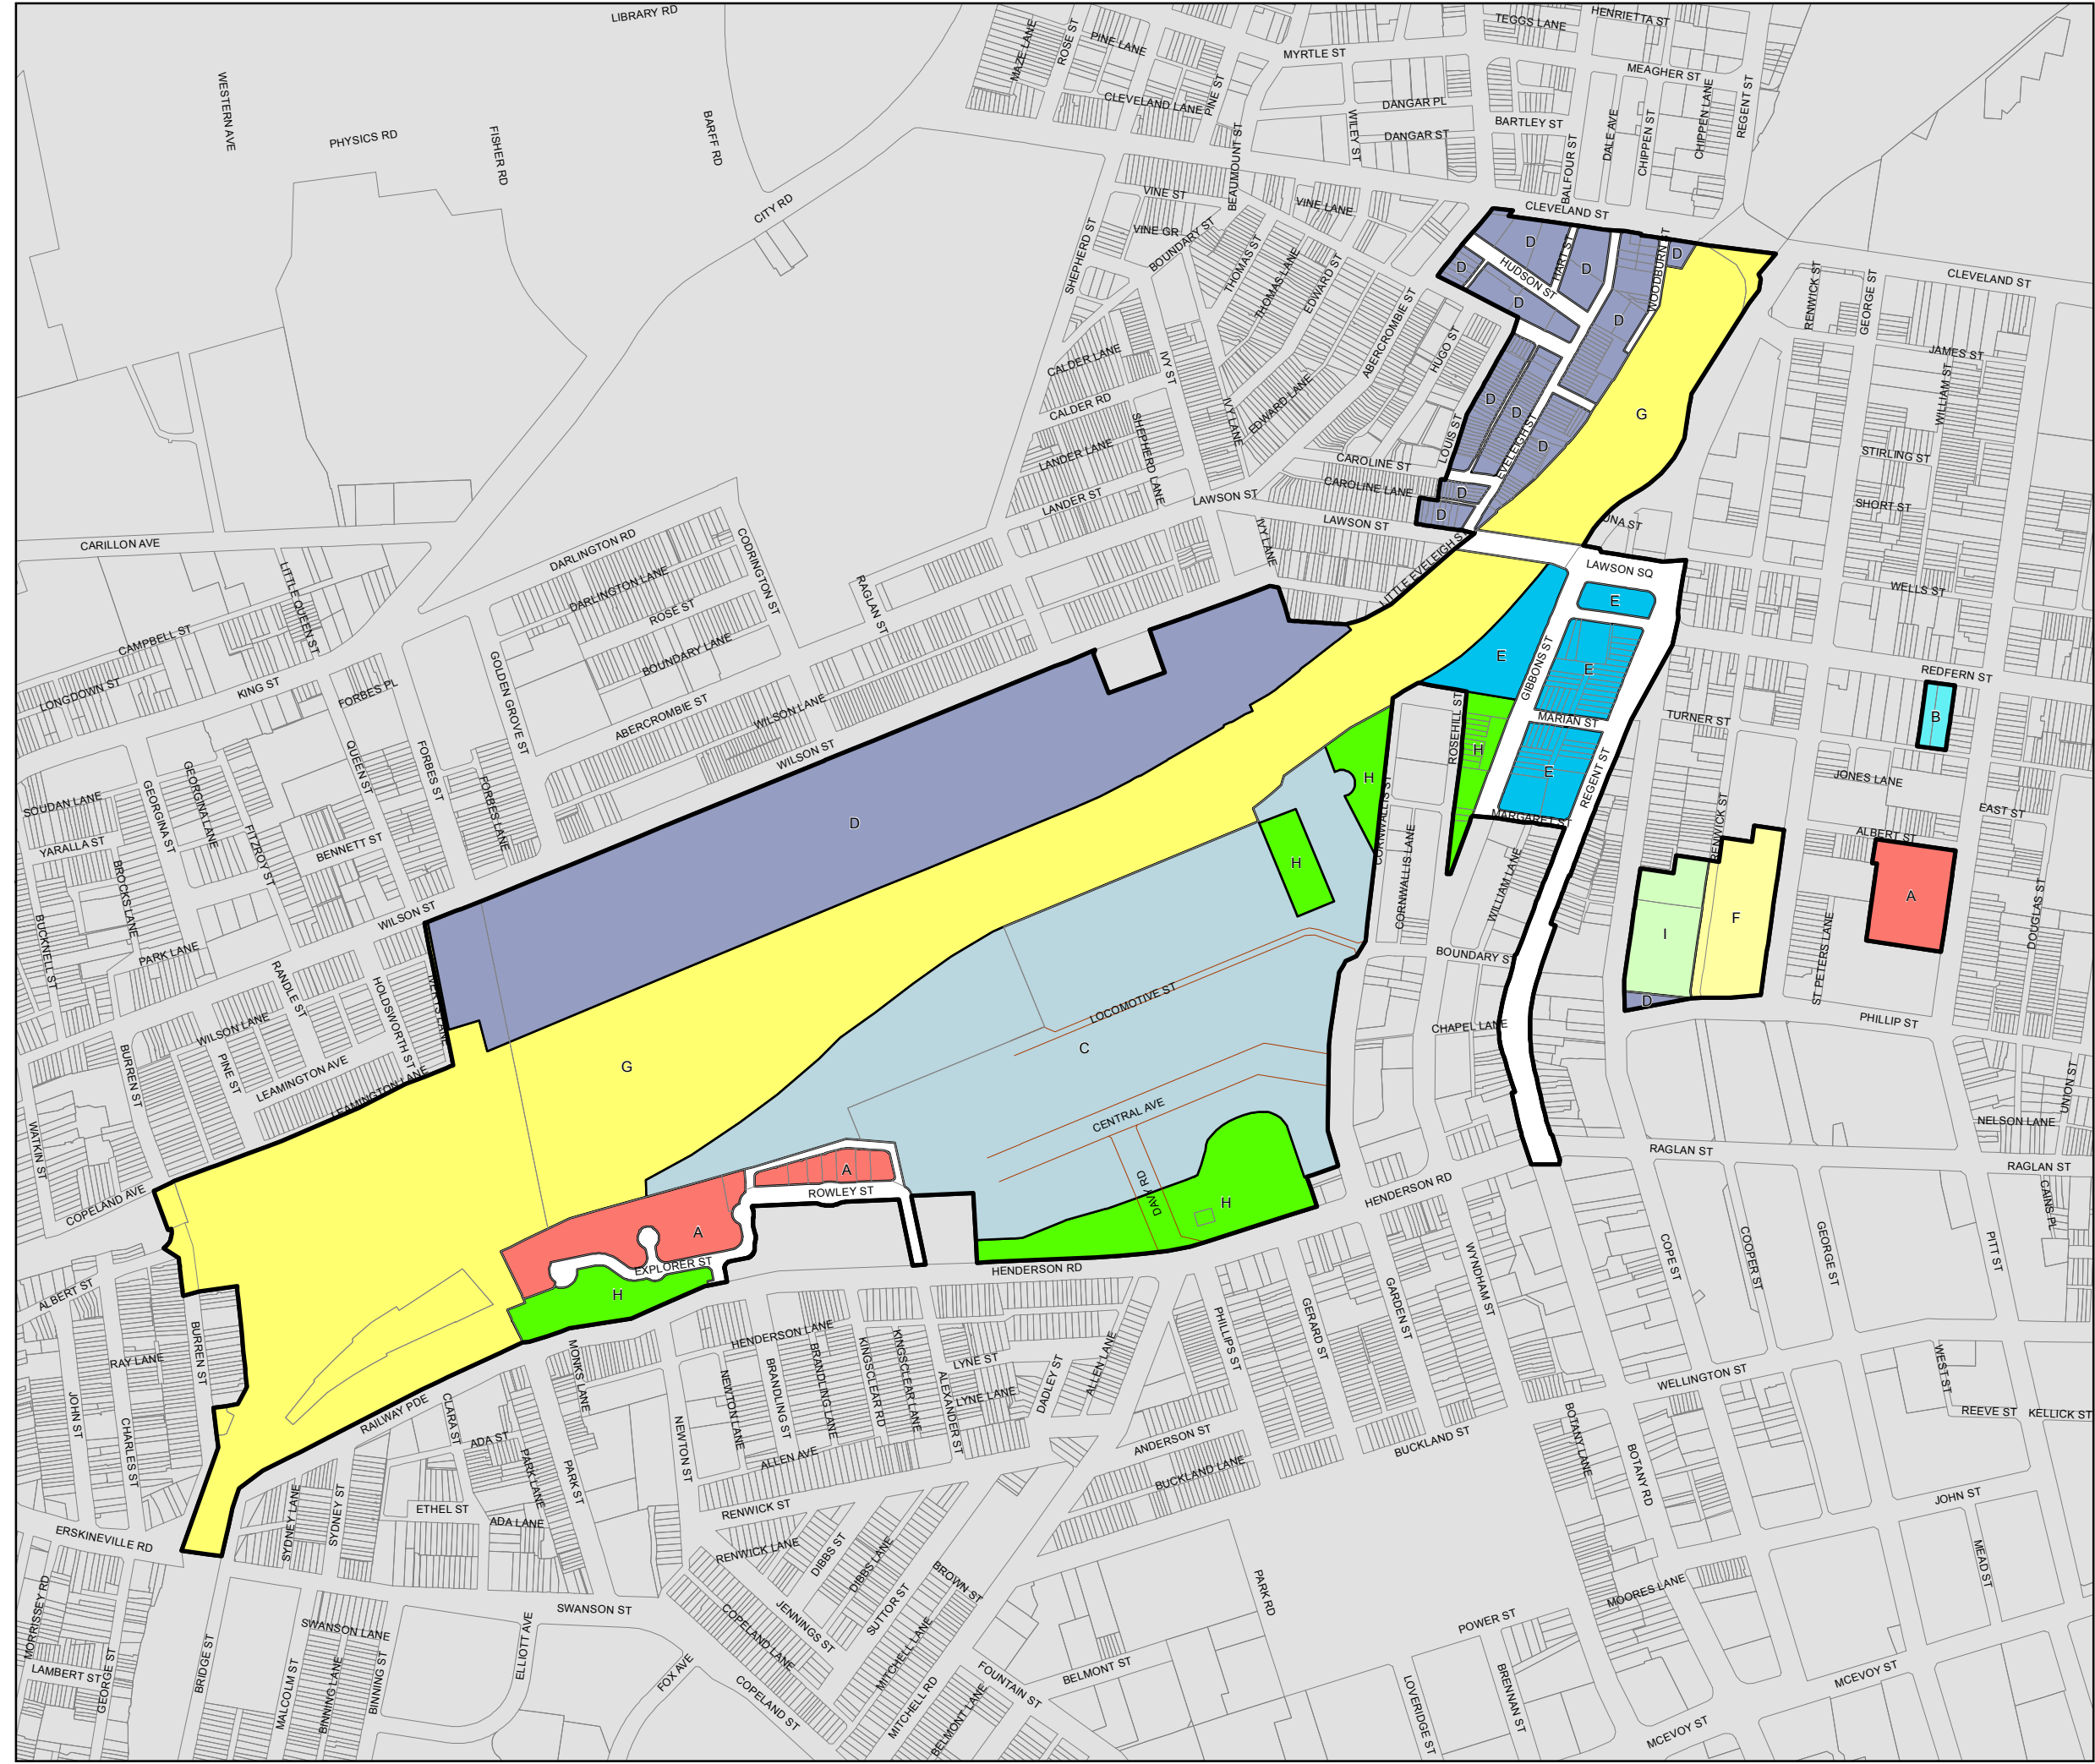 LIBRARY RD
TEGGS LANE
HENRIETTA ST
MAZE LANE
ROSE ST
PINE LANE
MYRTLE ST
MEAGHER ST
WESTERN AVE
PHYSICS RD
FISHER RD
BARFF RD
CLEVELAND LANE
PINE ST
DANGAR PL
BARTLEY ST
WILEY ST
DANGAR ST
BALFOUR ST
DALE AVE
CHIPPEN ST
CHIPPEN LANE
REGENT ST
BEAUMOUNT ST
CITY RD
VINE ST
VINE LANE
CLEVELAND ST
SHEPHERD ST
VINE GR
BOUNDARY ST
THOMAS ST
THOMAS LANE
EDWARD ST
D
HUDSON ST
HART ST
D
WOODBURN ST
D
D
D
D
CLEVELAND ST
RENWICK ST
GEORGE ST
ABERCROMBIE ST
HUGO ST
JAMES ST
WILLIAM ST
CALDER LANE
IVY ST
CALDER RD
IVY LANE
EDWARD LANE
SHEPHERD LANE
LANDER LANE
LOUIS ST
D
D
EVELEIGH ST
D
G
STIRLING ST
CAROLINE ST
CAROLINE LANE
D
D
LANDER ST
LAWSON ST
LAWSON ST
IVY LANE
SHORT ST
CARILLON AVE
DARLINGTON RD
CODRINGTON ST
DARLINGTON LANE
ROSE ST
BOUNDARY LANE
RAGLAN ST
LITTLE EVELEIGH ST
LAWSON SQ
WELLS ST
LITTLE QUEEN ST
CAMPBELL ST
LONGDOWN ST
KING ST
FORBES PL
GOLDEN GROVE ST
ABERCROMBIE ST
WILSON LANE
WILSON ST
E
E
E
GIBBONS ST
MARIAN ST
REDFERN ST
TURNER ST
B
QUEEN ST
FORBES ST
FORBES LANE
ROSEHILL ST
H
E
REGENT ST
MARGARET ST
JONES LANE
EAST ST
ALBERT ST
RENWICK ST
SOUDAN LANE
GEORGINA ST
GEORGINA LANE
YARALLA ST
FITZROY ST
BENNETT ST
BROCKS LANE
D
H
H
CORNWALLIS ST
CORNWALLIS LANE
WILLIAM LANE
A
F
I
D
DOUGLAS ST
ST PETERS LANE
BUCKNELL ST
PARK LANE
WILSON ST
RANDLE ST
HOLDSWORTH ST
WILSON LANE
BOUNDARY ST
LOCOMOTIVE ST
C
CHAPEL LANE
PHILLIP ST
BURREN ST
PINE ST
LEAMINGTON AVE
LEAMINGTON LANE
G
CENTRAL AVE
UNION ST
NELSON LANE
WATKIN ST
COPELAND AVE
A
ROWLEY ST
DAVY RD
H
HENDERSON RD
RAGLAN ST
RAGLAN ST
CAINS PL
A
EXPLORER ST
H
HENDERSON RD
WYNDHAM ST
COPE ST
COOPER ST
GEORGE ST
PITT ST
ALBERT ST
RAY LANE
BURREN ST
MONKS LANE
HENDERSON LANE
LYNE ST
LYNE LANE
PHILLIPS ST
GERARD ST
GARDEN ST
JOHN ST
CHARLES ST
RAILWAY PDE
CLARA ST
ADA ST
PARK LANE
PARK ST
NEWTON ST
NEWTON LANE
BRANDLING ST
BRANDLING LANE
KINGSCLEAR RD
KINGSCLEAR LANE
ALEXANDER ST
DADLEY ST
ALLEN LANE
ALLEN AVE
ANDERSON ST
BUCKLAND LANE
BUCKLAND ST
WELLINGTON ST
WEST ST
REEVE ST
KELLICK ST
BOTANY LANE
BOTANY RD
JOHN ST
ERSKINEVILLE RD
SYDNEY LANE
SYDNEY ST
ETHEL ST
ADA LANE
RENWICK ST
RENWICK LANE
DIBBS ST
DIBBS LANE
MEAD ST
MORRISSEY RD
LAMBERT ST
GEORGE ST
BRIDGE ST
SWANSON ST
SWANSON LANE
MALCOLM ST
BINNING LANE
BINNING ST
ELLIOTT AVE
FOX AVE
COPELAND LANE
COPELAND ST
JENNINGS ST
SUTTOR ST
BROWN ST
MITCHELL LANE
MITCHELL RD
BELMONT LANE
FOUNTAIN ST
BELMONT ST
PARK RD
POWER ST
MOORES LANE
BRENNAN ST
LOVERIDGE ST
MCEVOY ST
MCEVOY ST